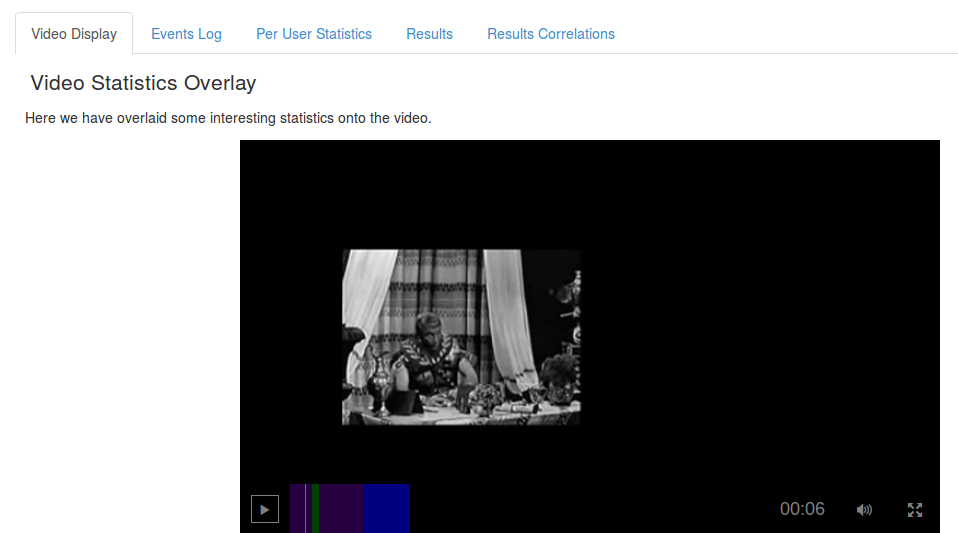 Video Display Events Log Per User Statistics Results Results Correlations
Video Statistics Overlay
Here we have overlaid some interesting statistics onto the video.
00:06